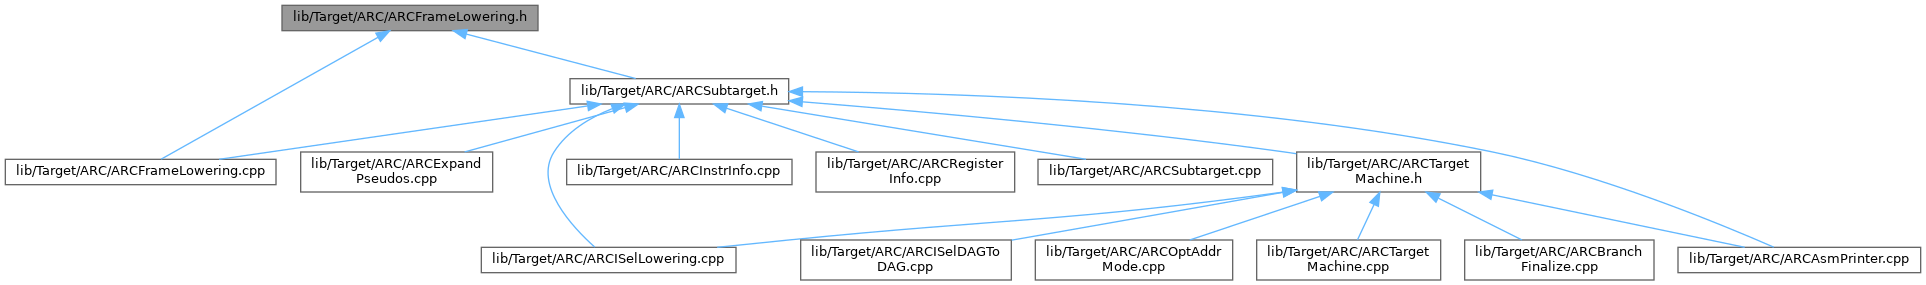 lib/Target/ARC/ARCFrameLowering.h
lib/Target/ARC/ARCSubtarget.h
lib/Target/ARC/ARCFrameLowering.cpp
lib/Target/ARC/ARCExpand
Pseudos.cpp
lib/Target/ARC/ARCInstrInfo.cpp
lib/Target/ARC/ARCRegister
Info.cpp
lib/Target/ARC/ARCSubtarget.cpp
lib/Target/ARC/ARCTarget
Machine.h
lib/Target/ARC/ARCISelLowering.cpp
lib/Target/ARC/ARCISelDAGTo
DAG.cpp
lib/Target/ARC/ARCOptAddr
Mode.cpp
lib/Target/ARC/ARCTarget
Machine.cpp
lib/Target/ARC/ARCBranch
Finalize.cpp
lib/Target/ARC/ARCAsmPrinter.cpp